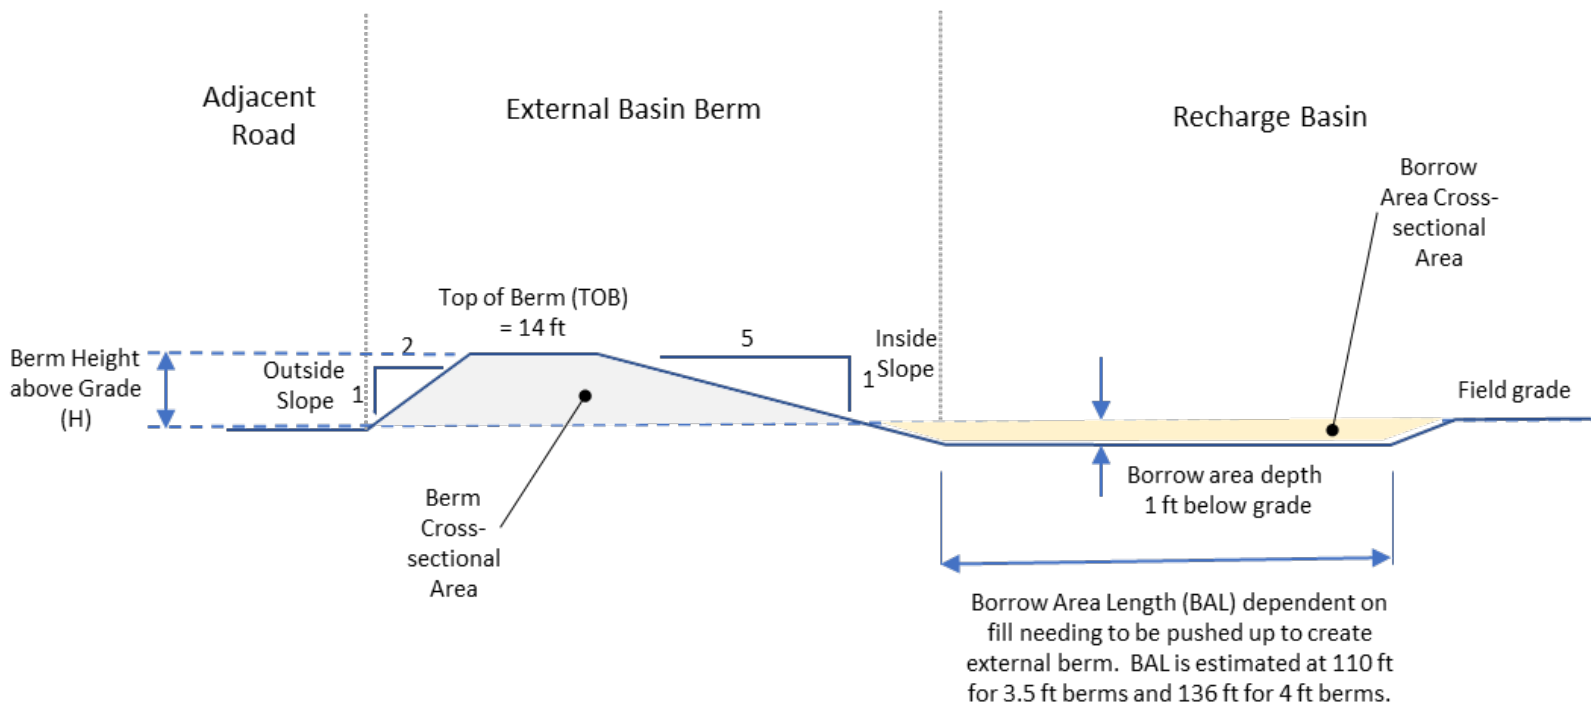 Adjacent
Road
External Basin Berm
Recharge Basin
Borrow
Area Cross-
sectional
Area
Top of Berm (TOB)
= 14 ft
Berm Height
above Grade
(H)
Outside
Slope
2
1
5
1
Inside
Slope
Field grade
Berm
Cross-
sectional
Area
Borrow area depth
1 ft below grade
Borrow Area Length (BAL) dependent on
fill needing to be pushed up to create
external berm. BAL is estimated at 110 ft
for 3.5 ft berms and 136 ft for 4 ft berms.